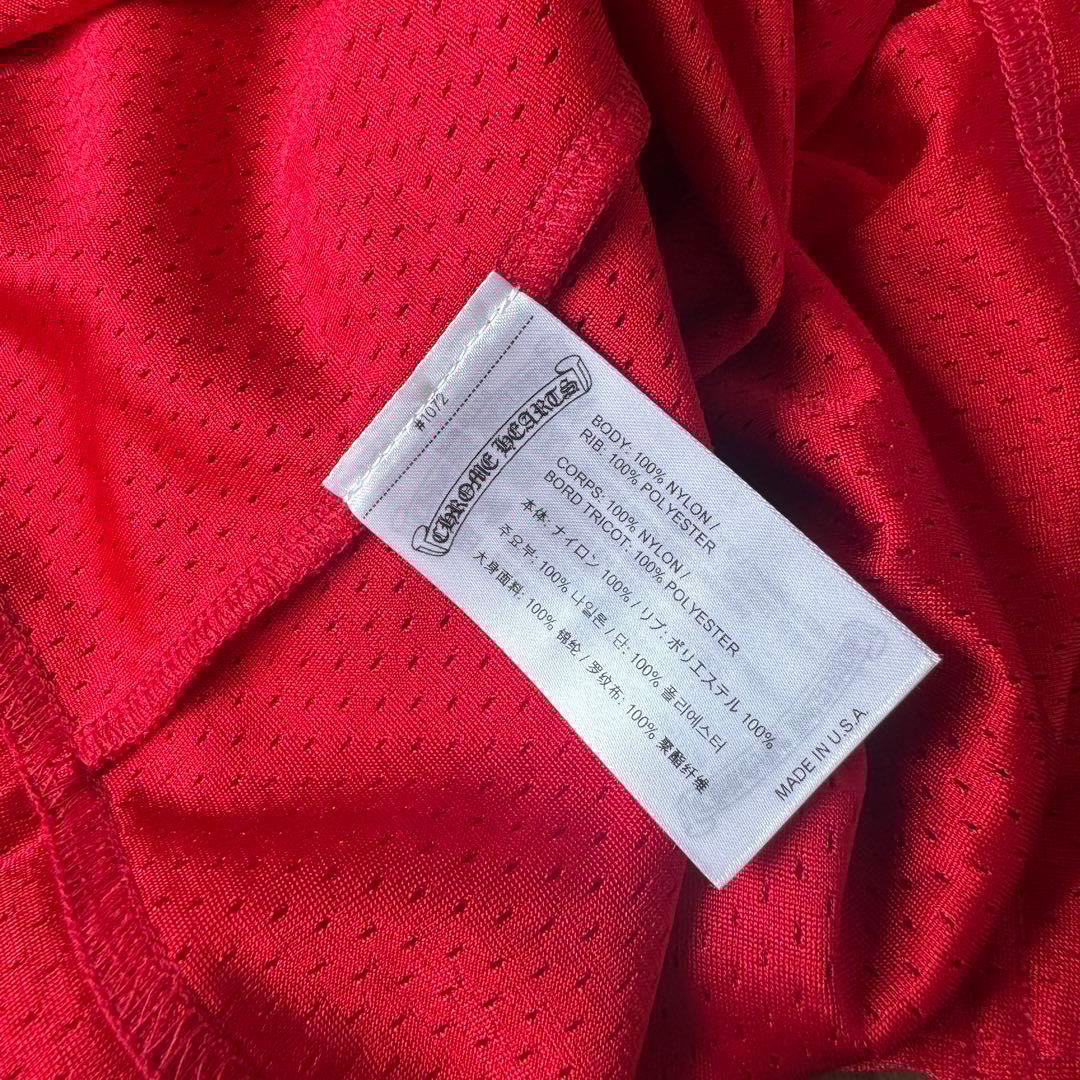 #1072
CHROME HEARTS
BODY: 100% NYLON /
RIB: 100% POLYESTER
CORPS: 100% NYLON /
BORD TRICOT: 100% POLYESTER
本体: ナイロン 100% / リブ: ポリエステル 100%
주요부: 100% 나일론 / 단: 100% 폴리에스터
大身面料: 100% 锦纶 / 罗纹布: 100% 聚酯纤维
MADE IN U.S.A